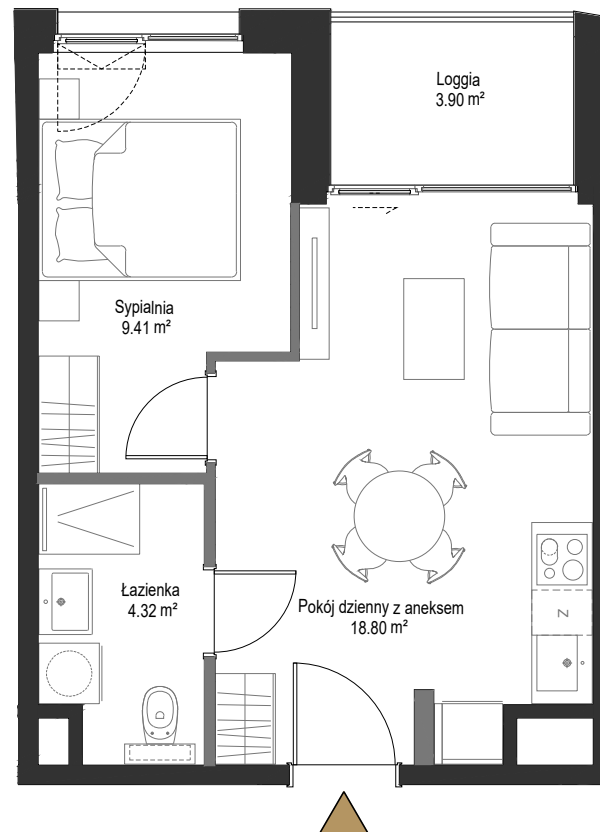 Loggia
3.90 m²
Sypialnia
9.41 m²
Łazienka
4.32 m²
Pokój dzienny z aneksem
18.80 m²
Z